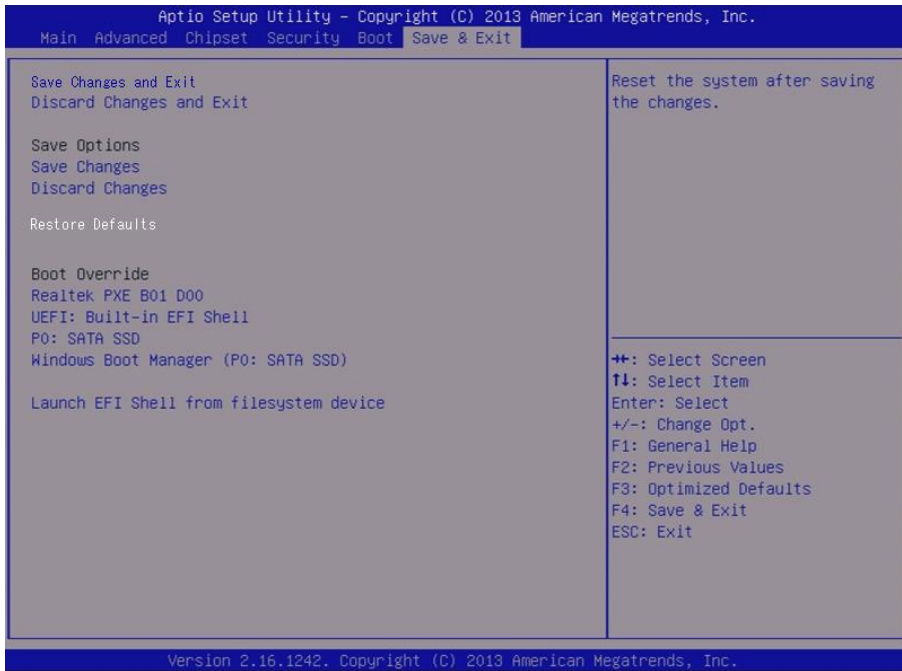 Aptio Setup Utility – Copyright (C) 2013 American Megatrends, Inc.
Main Advanced Chipset Security Boot Save & Exit
Save Changes and Exit
Discard Changes and Exit
Save Options
Save Changes
Discard Changes
Restore Defaults
Boot Override
Realtek PXE B01 D00
UEFI: Built-in EFI Shell
P0: SATA SSD
Windows Boot Manager (P0: SATA SSD)
Launch EFI Shell from filesystem device
Reset the system after saving
the changes.
→←: Select Screen
↑↓: Select Item
Enter: Select
+/-: Change Opt.
F1: General Help
F2: Previous Values
F3: Optimized Defaults
F4: Save & Exit
ESC: Exit
Version 2.16.1242. Copyright (C) 2013 American Megatrends, Inc.